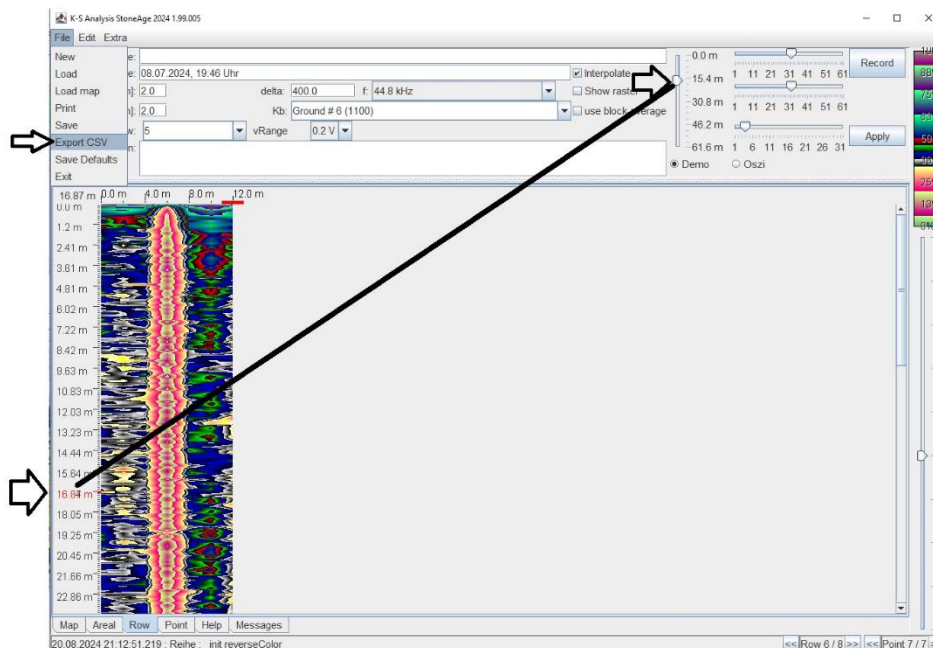 K-S Analysis StoneAge 2024 1.99.005
File Edit Extra
New
Load
Load map
Print
Save
Export CSV
Save Defaults
Exit
e:
e: 08.07.2024, 19:46 Uhr
]: 2.0 delta: 400.0 f: 44.8 kHz
]: 2.0 Kb: Ground # 6 (1100)
w: 5 vRange 0.2 V
n:
Interpolate
Show raster
use block average
0.0 m
15.4 m
30.8 m
46.2 m
61.6 m
1 11 21 31 41 51 61
1 11 21 31 41 51 61
1 6 11 16 21 26 31
Record
Apply
Demo Oszi
16.87 m 0.0 m 4.0 m 8.0 m 12.0 m
0.0 m
1.2 m
2.41 m
3.61 m
4.81 m
6.02 m
7.22 m
8.42 m
9.63 m
10.83 m
12.03 m
13.23 m
14.44 m
15.64 m
16.84 m
18.05 m
19.25 m
20.45 m
21.66 m
22.86 m
Map Areal Row Point Help Messages
20.08.2024 21:12:51.219 : Reihe : init reverseColor
<< Row 6 / 8 >> << Point 7 / 7